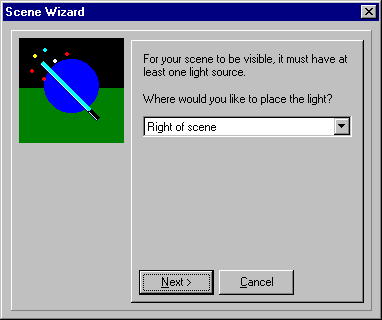 Scene Wizard
For your scene to be visible, it must have at
least one light source.
Where would you like to place the light?
Right of scene
Next >
Cancel